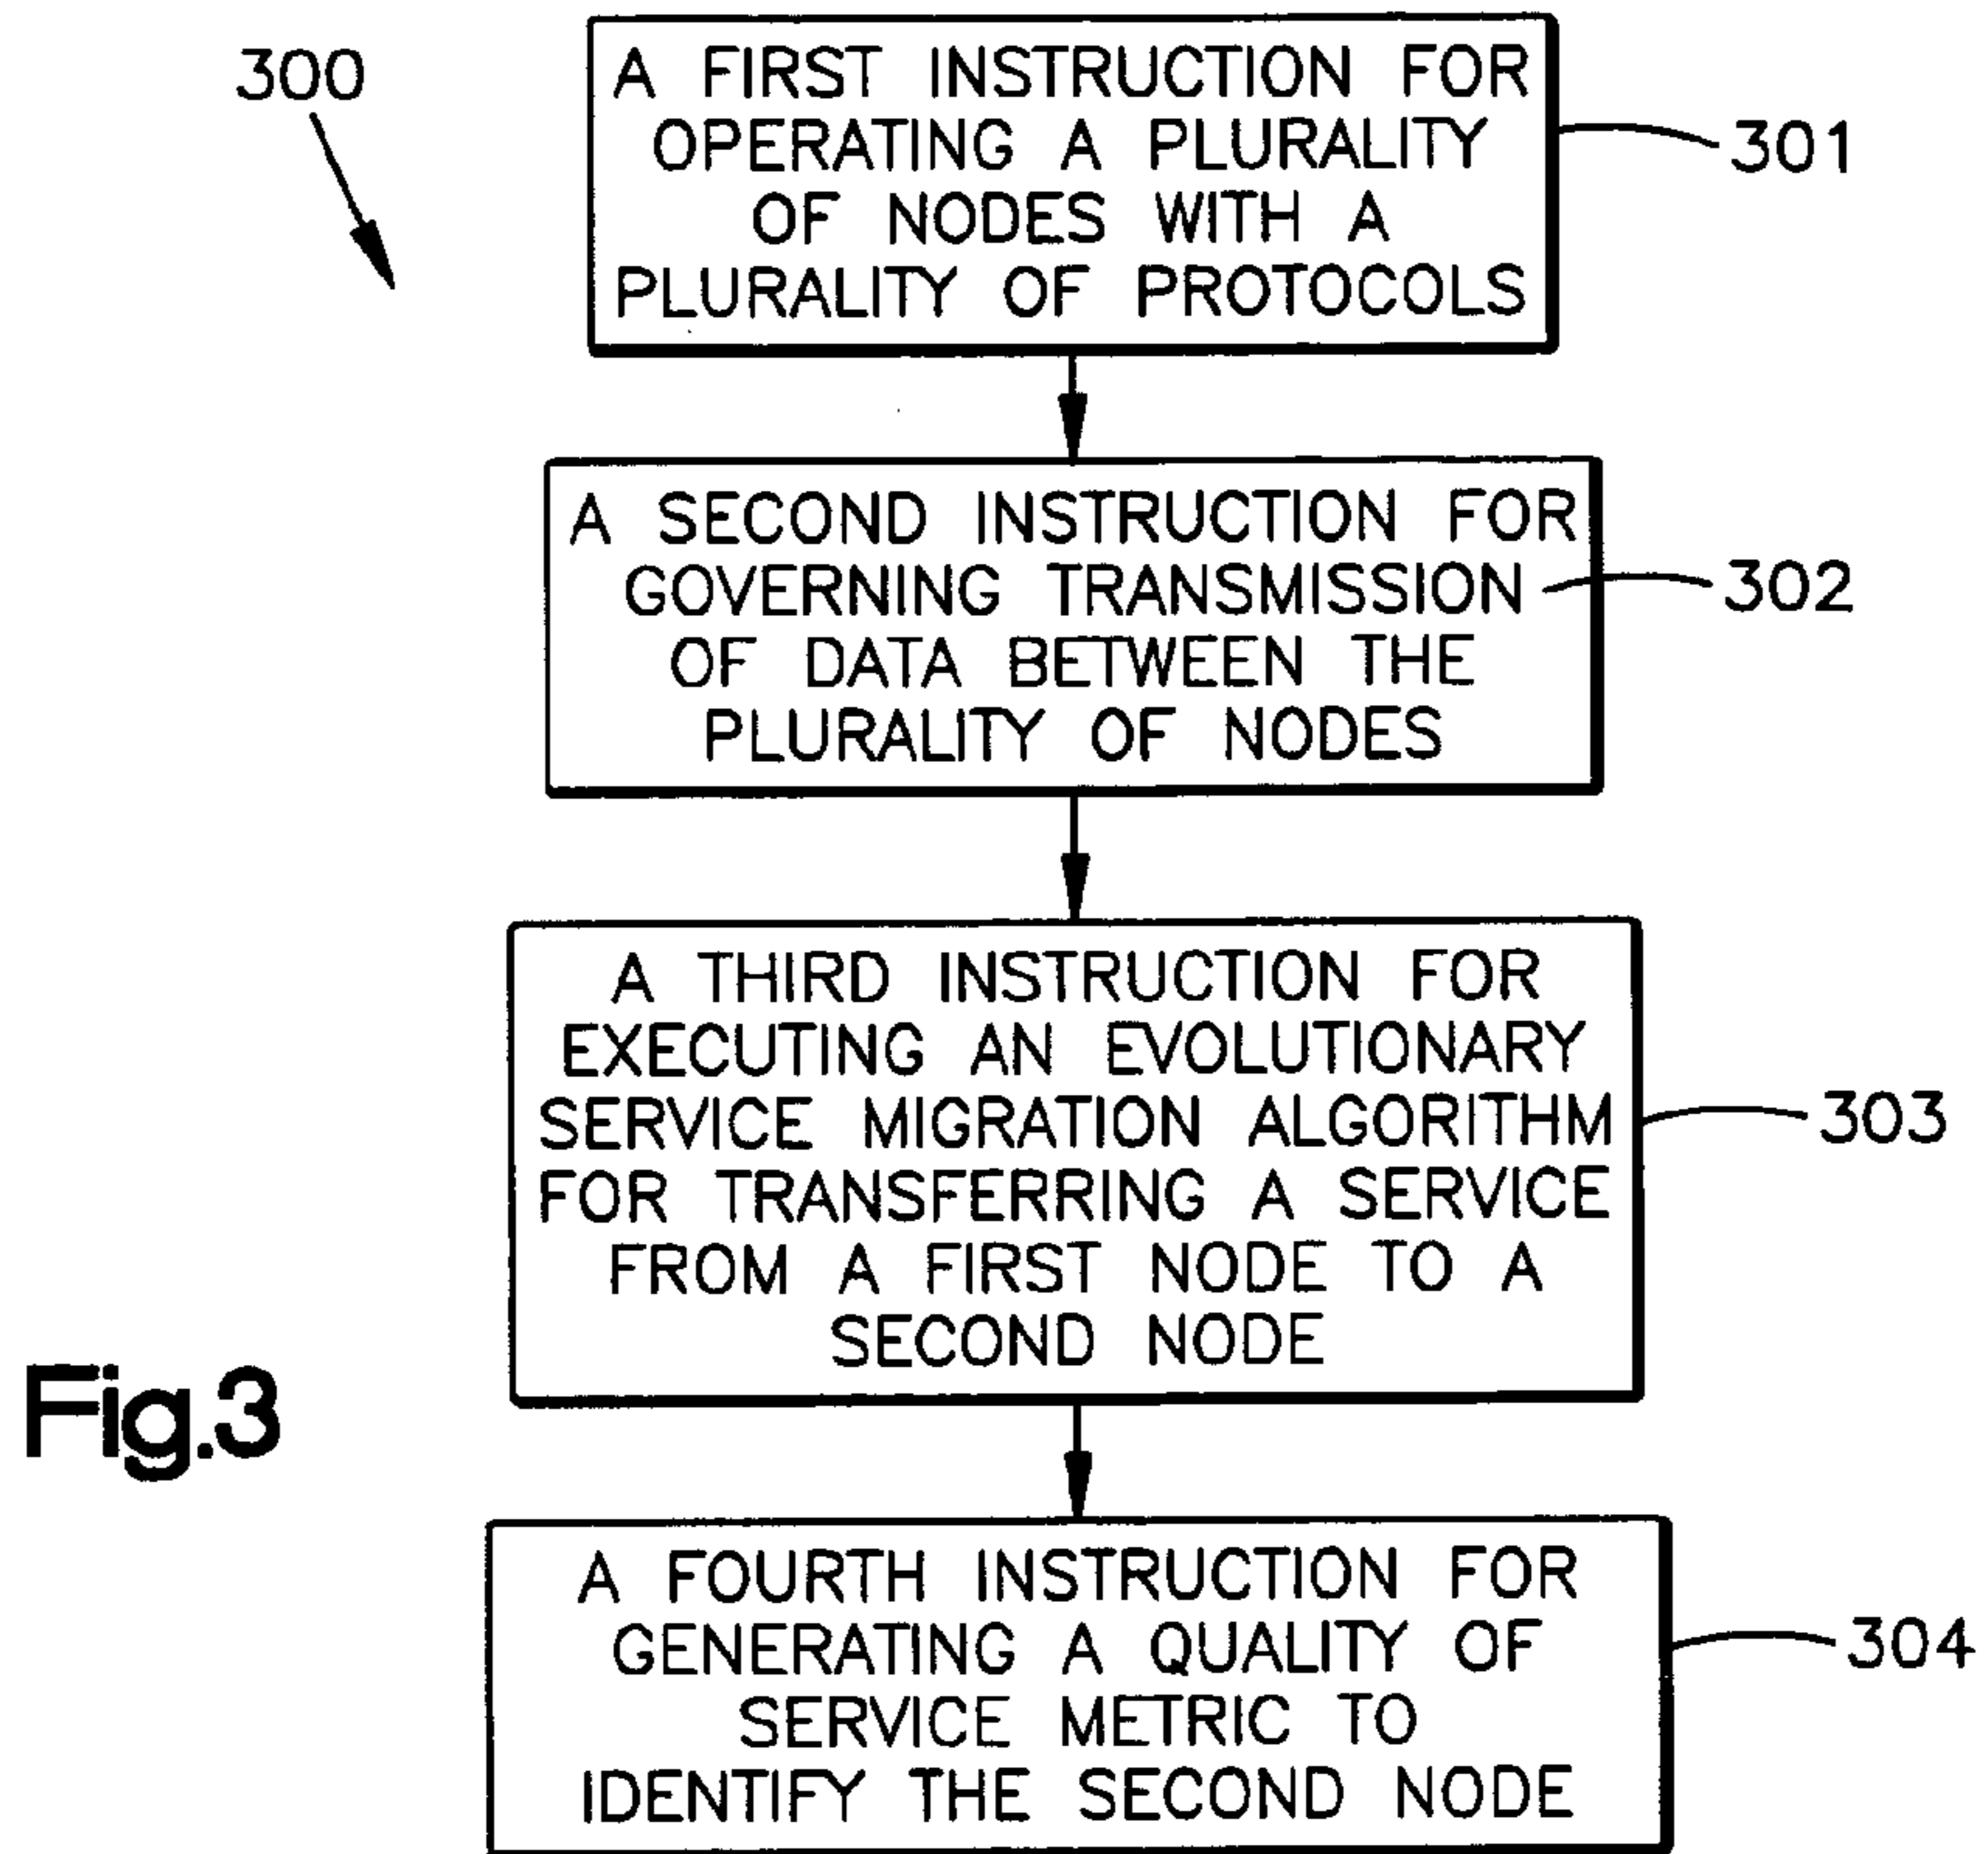 300
A FIRST INSTRUCTION FOR
OPERATING A PLURALITY
OF NODES WITH A
PLURALITY OF PROTOCOLS
301
A SECOND INSTRUCTION FOR
GOVERNING TRANSMISSION
OF DATA BETWEEN THE
PLURALITY OF NODES
302
A THIRD INSTRUCTION FOR
EXECUTING AN EVOLUTIONARY
SERVICE MIGRATION ALGORITHM
FOR TRANSFERRING A SERVICE
FROM A FIRST NODE TO A
SECOND NODE
303
A FOURTH INSTRUCTION FOR
GENERATING A QUALITY OF
SERVICE METRIC TO
IDENTIFY THE SECOND NODE
304
Fig.3